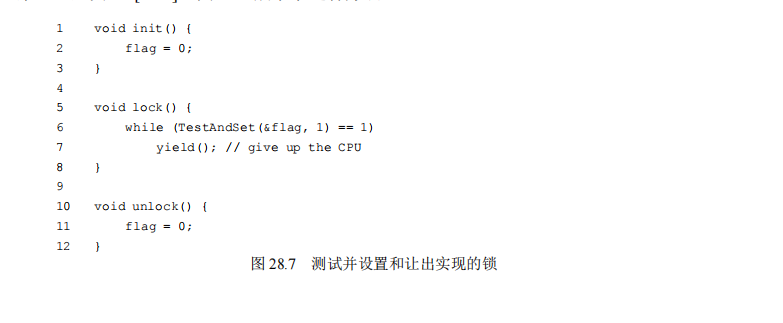 1 void init() {
2 flag = 0;
3 }
4
5 void lock() {
6 while (TestAndSet(&flag, 1) == 1)
7 yield(); // give up the CPU
8 }
9
10 void unlock() {
11 flag = 0;
12 }
图 28.7 测试并设置和让出实现的锁